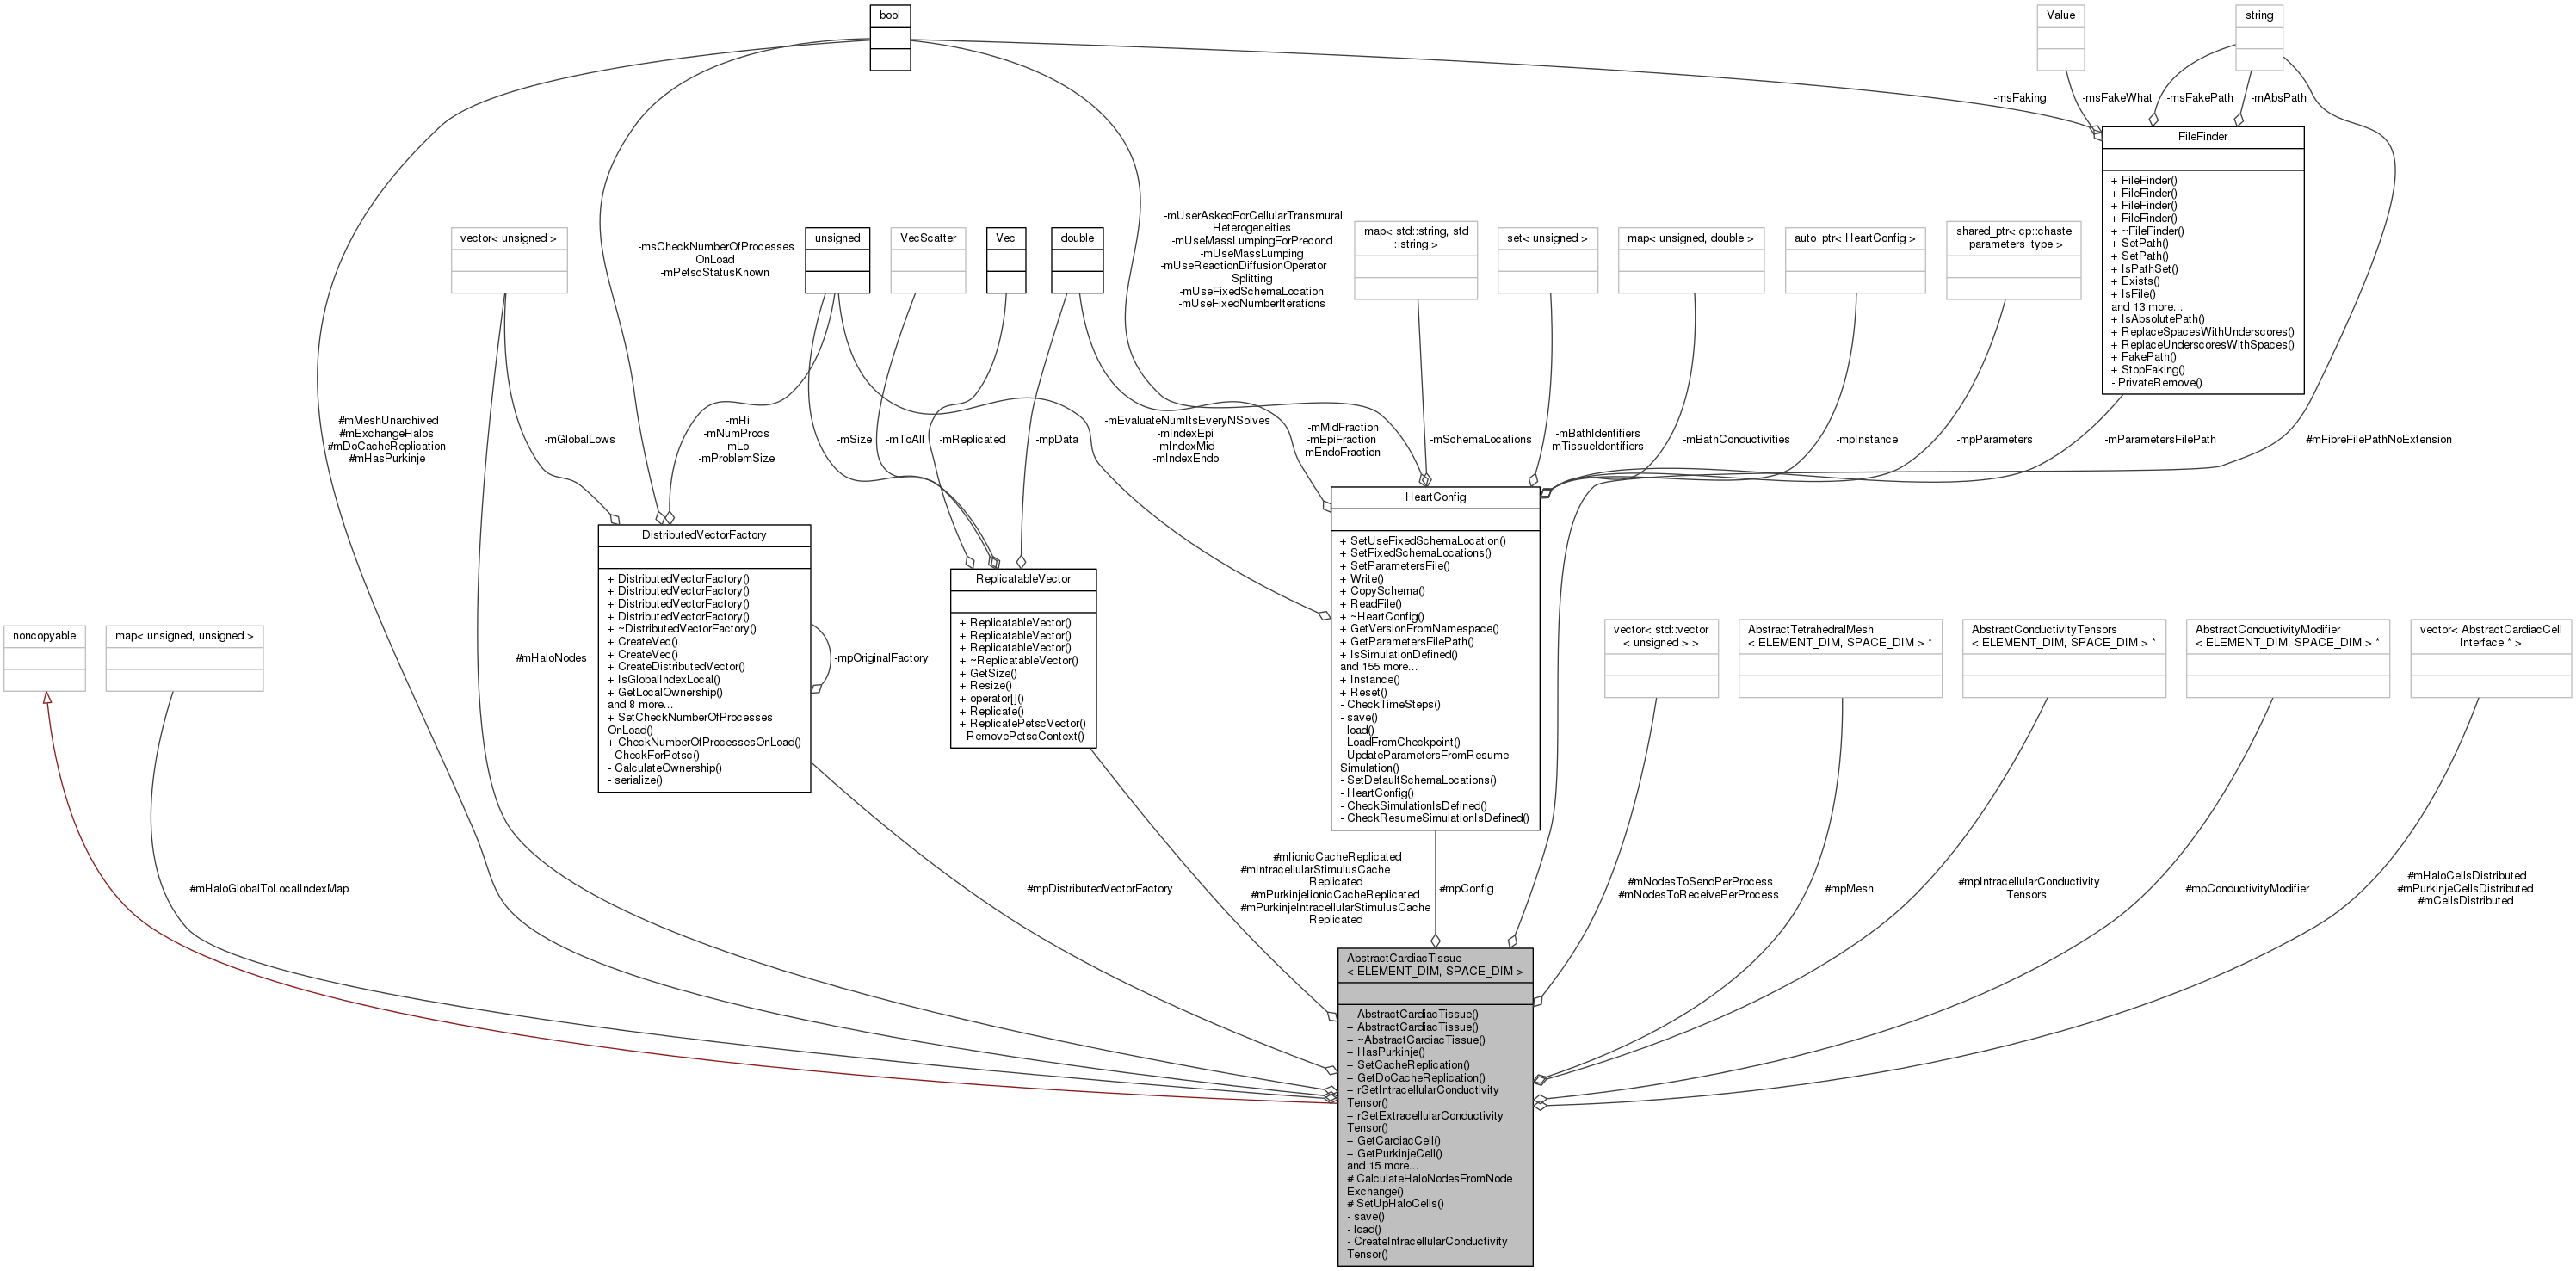 bool
Value
string
-msFaking
-msFakeWhat
-msFakePath
-mAbsPath
FileFinder
+ FileFinder()
+ FileFinder()
+ FileFinder()
+ FileFinder()
+ ~FileFinder()
+ SetPath()
+ SetPath()
+ IsPathSet()
+ Exists()
+ IsFile()
and 13 more...
+ IsAbsolutePath()
+ ReplaceSpacesWithUnderscores()
+ ReplaceUnderscoresWithSpaces()
+ FakePath()
+ StopFaking()
- PrivateRemove()
vector< unsigned >
-msCheckNumberOfProcesses
OnLoad
-mPetscStatusKnown
unsigned
VecScatter
Vec
double
-mUserAskedForCellularTransmural
Heterogeneities
-mUseMassLumpingForPrecond
-mUseMassLumping
-mUseReactionDiffusionOperator
Splitting
-mUseFixedSchemaLocation
-mUseFixedNumberIterations
map< std::string, std
::string >
set< unsigned >
map< unsigned, double >
auto_ptr< HeartConfig >
shared_ptr< cp::chaste
_parameters_type >
#mMeshUnarchived
#mExchangeHalos
#mDoCacheReplication
#mHasPurkinje
-mGlobalLows
-mHi
-mNumProcs
-mLo
-mProblemSize
-mSize
-mToAll
-mReplicated
-mpData
-mEvaluateNumItsEveryNSolves
-mIndexEpi
-mIndexMid
-mIndexEndo
-mMidFraction
-mEpiFraction
-mEndoFraction
-mSchemaLocations
-mBathIdentifiers
-mTissueIdentifiers
-mBathConductivities
-mpInstance
-mpParameters
-mParametersFilePath
#mFibreFilePathNoExtension
DistributedVectorFactory
+ DistributedVectorFactory()
+ DistributedVectorFactory()
+ DistributedVectorFactory()
+ DistributedVectorFactory()
+ ~DistributedVectorFactory()
+ CreateVec()
+ CreateVec()
+ CreateDistributedVector()
+ IsGlobalIndexLocal()
+ GetLocalOwnership()
and 8 more...
+ SetCheckNumberOfProcesses
OnLoad()
+ CheckNumberOfProcessesOnLoad()
- CheckForPetsc()
- CalculateOwnership()
- serialize()
-mpOriginalFactory
ReplicatableVector
+ ReplicatableVector()
+ ReplicatableVector()
+ ReplicatableVector()
+ ~ReplicatableVector()
+ GetSize()
+ Resize()
+ operator[]()
+ Replicate()
+ ReplicatePetscVector()
- RemovePetscContext()
HeartConfig
+ SetUseFixedSchemaLocation()
+ SetFixedSchemaLocations()
+ SetParametersFile()
+ Write()
+ CopySchema()
+ ReadFile()
+ ~HeartConfig()
+ GetVersionFromNamespace()
+ GetParametersFilePath()
+ IsSimulationDefined()
and 155 more...
+ Instance()
+ Reset()
- CheckTimeSteps()
- save()
- load()
- LoadFromCheckpoint()
- UpdateParametersFromResume
Simulation()
- SetDefaultSchemaLocations()
- HeartConfig()
- CheckSimulationIsDefined()
- CheckResumeSimulationIsDefined()
noncopyable
map< unsigned, unsigned >
#mHaloNodes
vector< std::vector
< unsigned > >
AbstractTetrahedralMesh
< ELEMENT_DIM, SPACE_DIM > *
AbstractConductivityTensors
< ELEMENT_DIM, SPACE_DIM > *
AbstractConductivityModifier
< ELEMENT_DIM, SPACE_DIM > *
vector< AbstractCardiacCell
Interface * >
#mHaloGlobalToLocalIndexMap
#mpDistributedVectorFactory
#mIionicCacheReplicated
#mIntracellularStimulusCache
Replicated
#mPurkinjeIionicCacheReplicated
#mPurkinjeIntracellularStimulusCache
Replicated
#mpConfig
#mNodesToSendPerProcess
#mNodesToReceivePerProcess
#mpMesh
#mpIntracellularConductivity
Tensors
#mpConductivityModifier
#mHaloCellsDistributed
#mPurkinjeCellsDistributed
#mCellsDistributed
AbstractCardiacTissue
< ELEMENT_DIM, SPACE_DIM >
+ AbstractCardiacTissue()
+ AbstractCardiacTissue()
+ ~AbstractCardiacTissue()
+ HasPurkinje()
+ SetCacheReplication()
+ GetDoCacheReplication()
+ rGetIntracellularConductivity
Tensor()
+ rGetExtracellularConductivity
Tensor()
+ GetCardiacCell()
+ GetPurkinjeCell()
and 15 more...
# CalculateHaloNodesFromNode
Exchange()
# SetUpHaloCells()
- save()
- load()
- CreateIntracellularConductivity
Tensor()